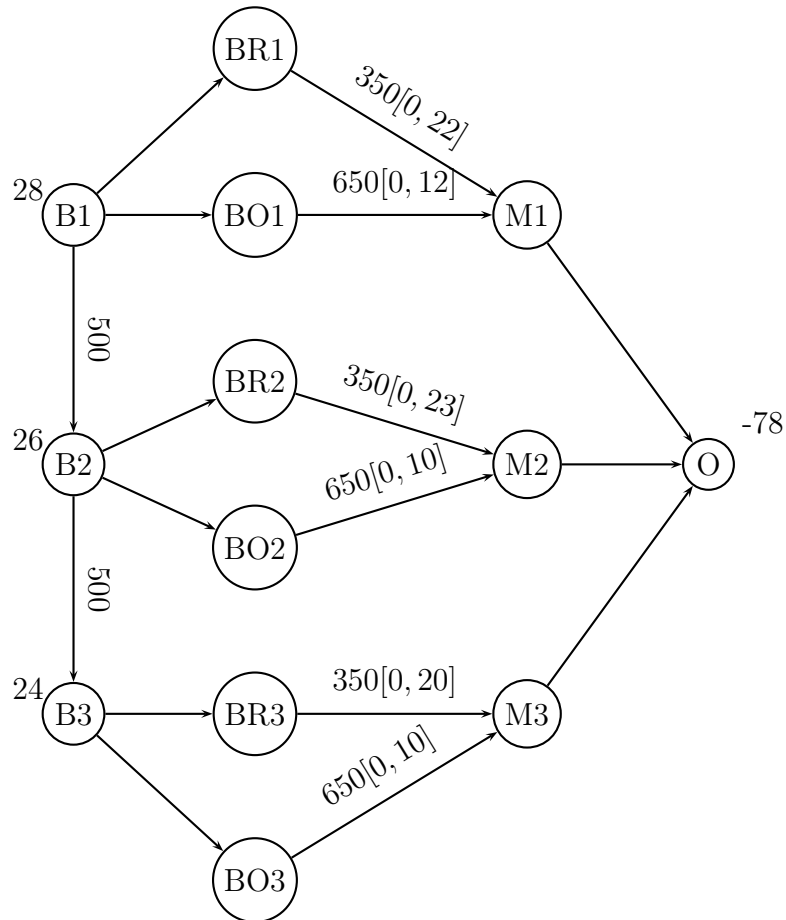 BR1
350[0, 22]
28
B1
BO1
650[0, 12]
M1
500
BR2
350[0, 23]
26
B2
M2
O
-78
650[0, 10]
BO2
500
24
B3
BR3
350[0, 20]
M3
650[0, 10]
BO3